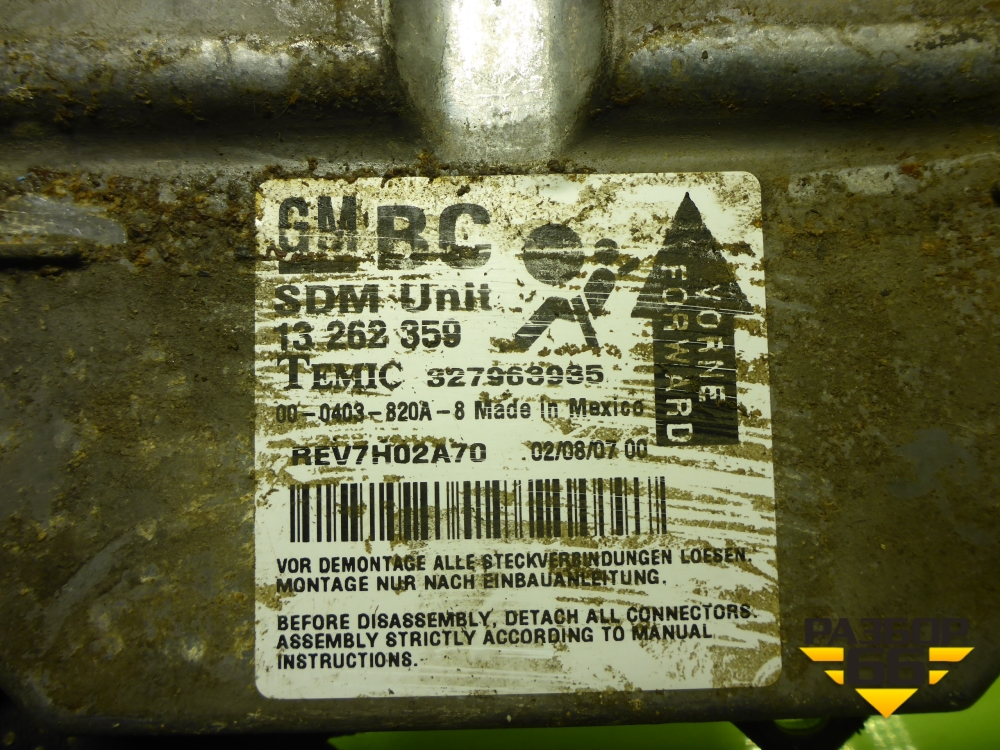 GM BC
SDM Unit
13 262 359
TEMIC 327963935
00-0403-820A-8 Made in Mexico
REV7H02A70 02/08/07 00
VORNE
FORWARD
VOR DEMONTAGE ALLE STECKVERBINDUNGEN LOESEN.
MONTAGE NUR NACH EINBAUANLEITUNG.
BEFORE DISASSEMBLY, DETACH ALL CONNECTORS.
ASSEMBLY STRICTLY ACCORDING TO MANUAL
INSTRUCTIONS.
РАЗБОР
66